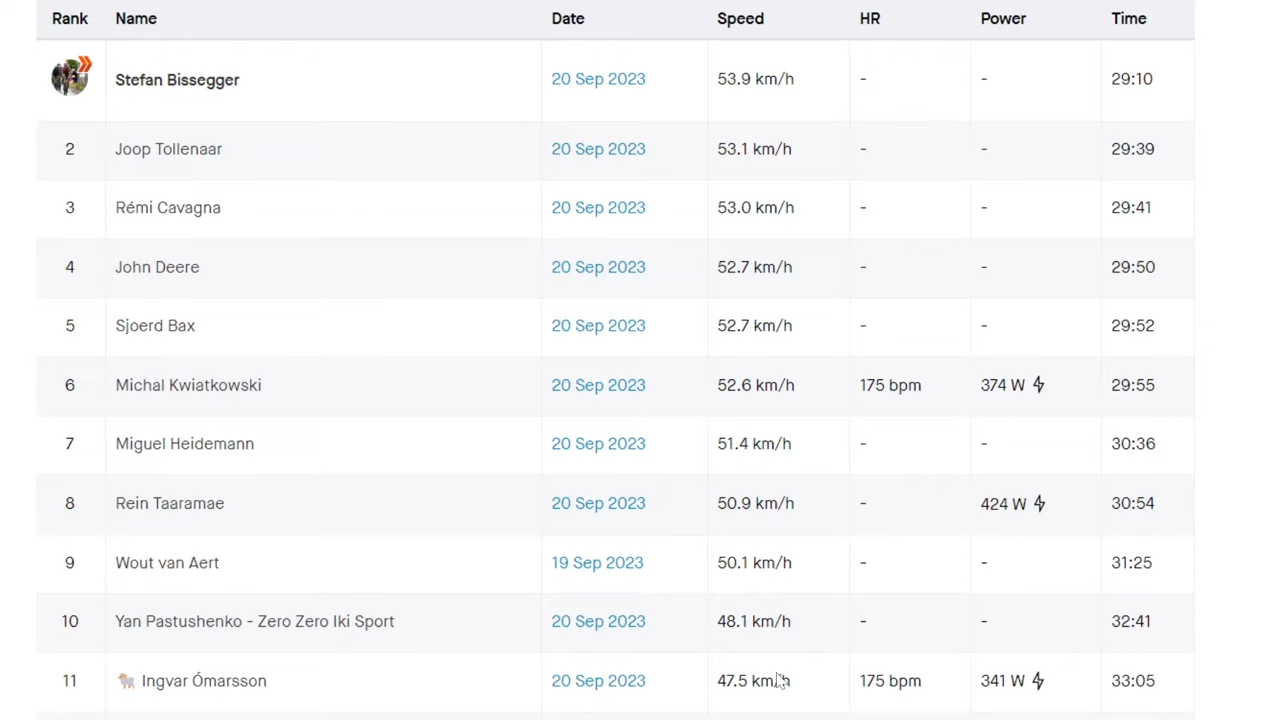 Rank Name Date Speed HR Power Time
Stefan Bissegger 20 Sep 2023 53.9 km/h - - 29:10
2 Joop Tollenaar 20 Sep 2023 53.1 km/h - - 29:39
3 Rémi Cavagna 20 Sep 2023 53.0 km/h - - 29:41
4 John Deere 20 Sep 2023 52.7 km/h - - 29:50
5 Sjoerd Bax 20 Sep 2023 52.7 km/h - - 29:52
6 Michal Kwiatkowski 20 Sep 2023 52.6 km/h 175 bpm 374 W 29:55
7 Miguel Heidemann 20 Sep 2023 51.4 km/h - - 30:36
8 Rein Taaramae 20 Sep 2023 50.9 km/h - 424 W 30:54
9 Wout van Aert 19 Sep 2023 50.1 km/h - - 31:25
10 Yan Pastushenko - Zero Zero Iki Sport 20 Sep 2023 48.1 km/h - - 32:41
11 🐏 Ingvar Ómarsson 20 Sep 2023 47.5 km/h 175 bpm 341 W 33:05